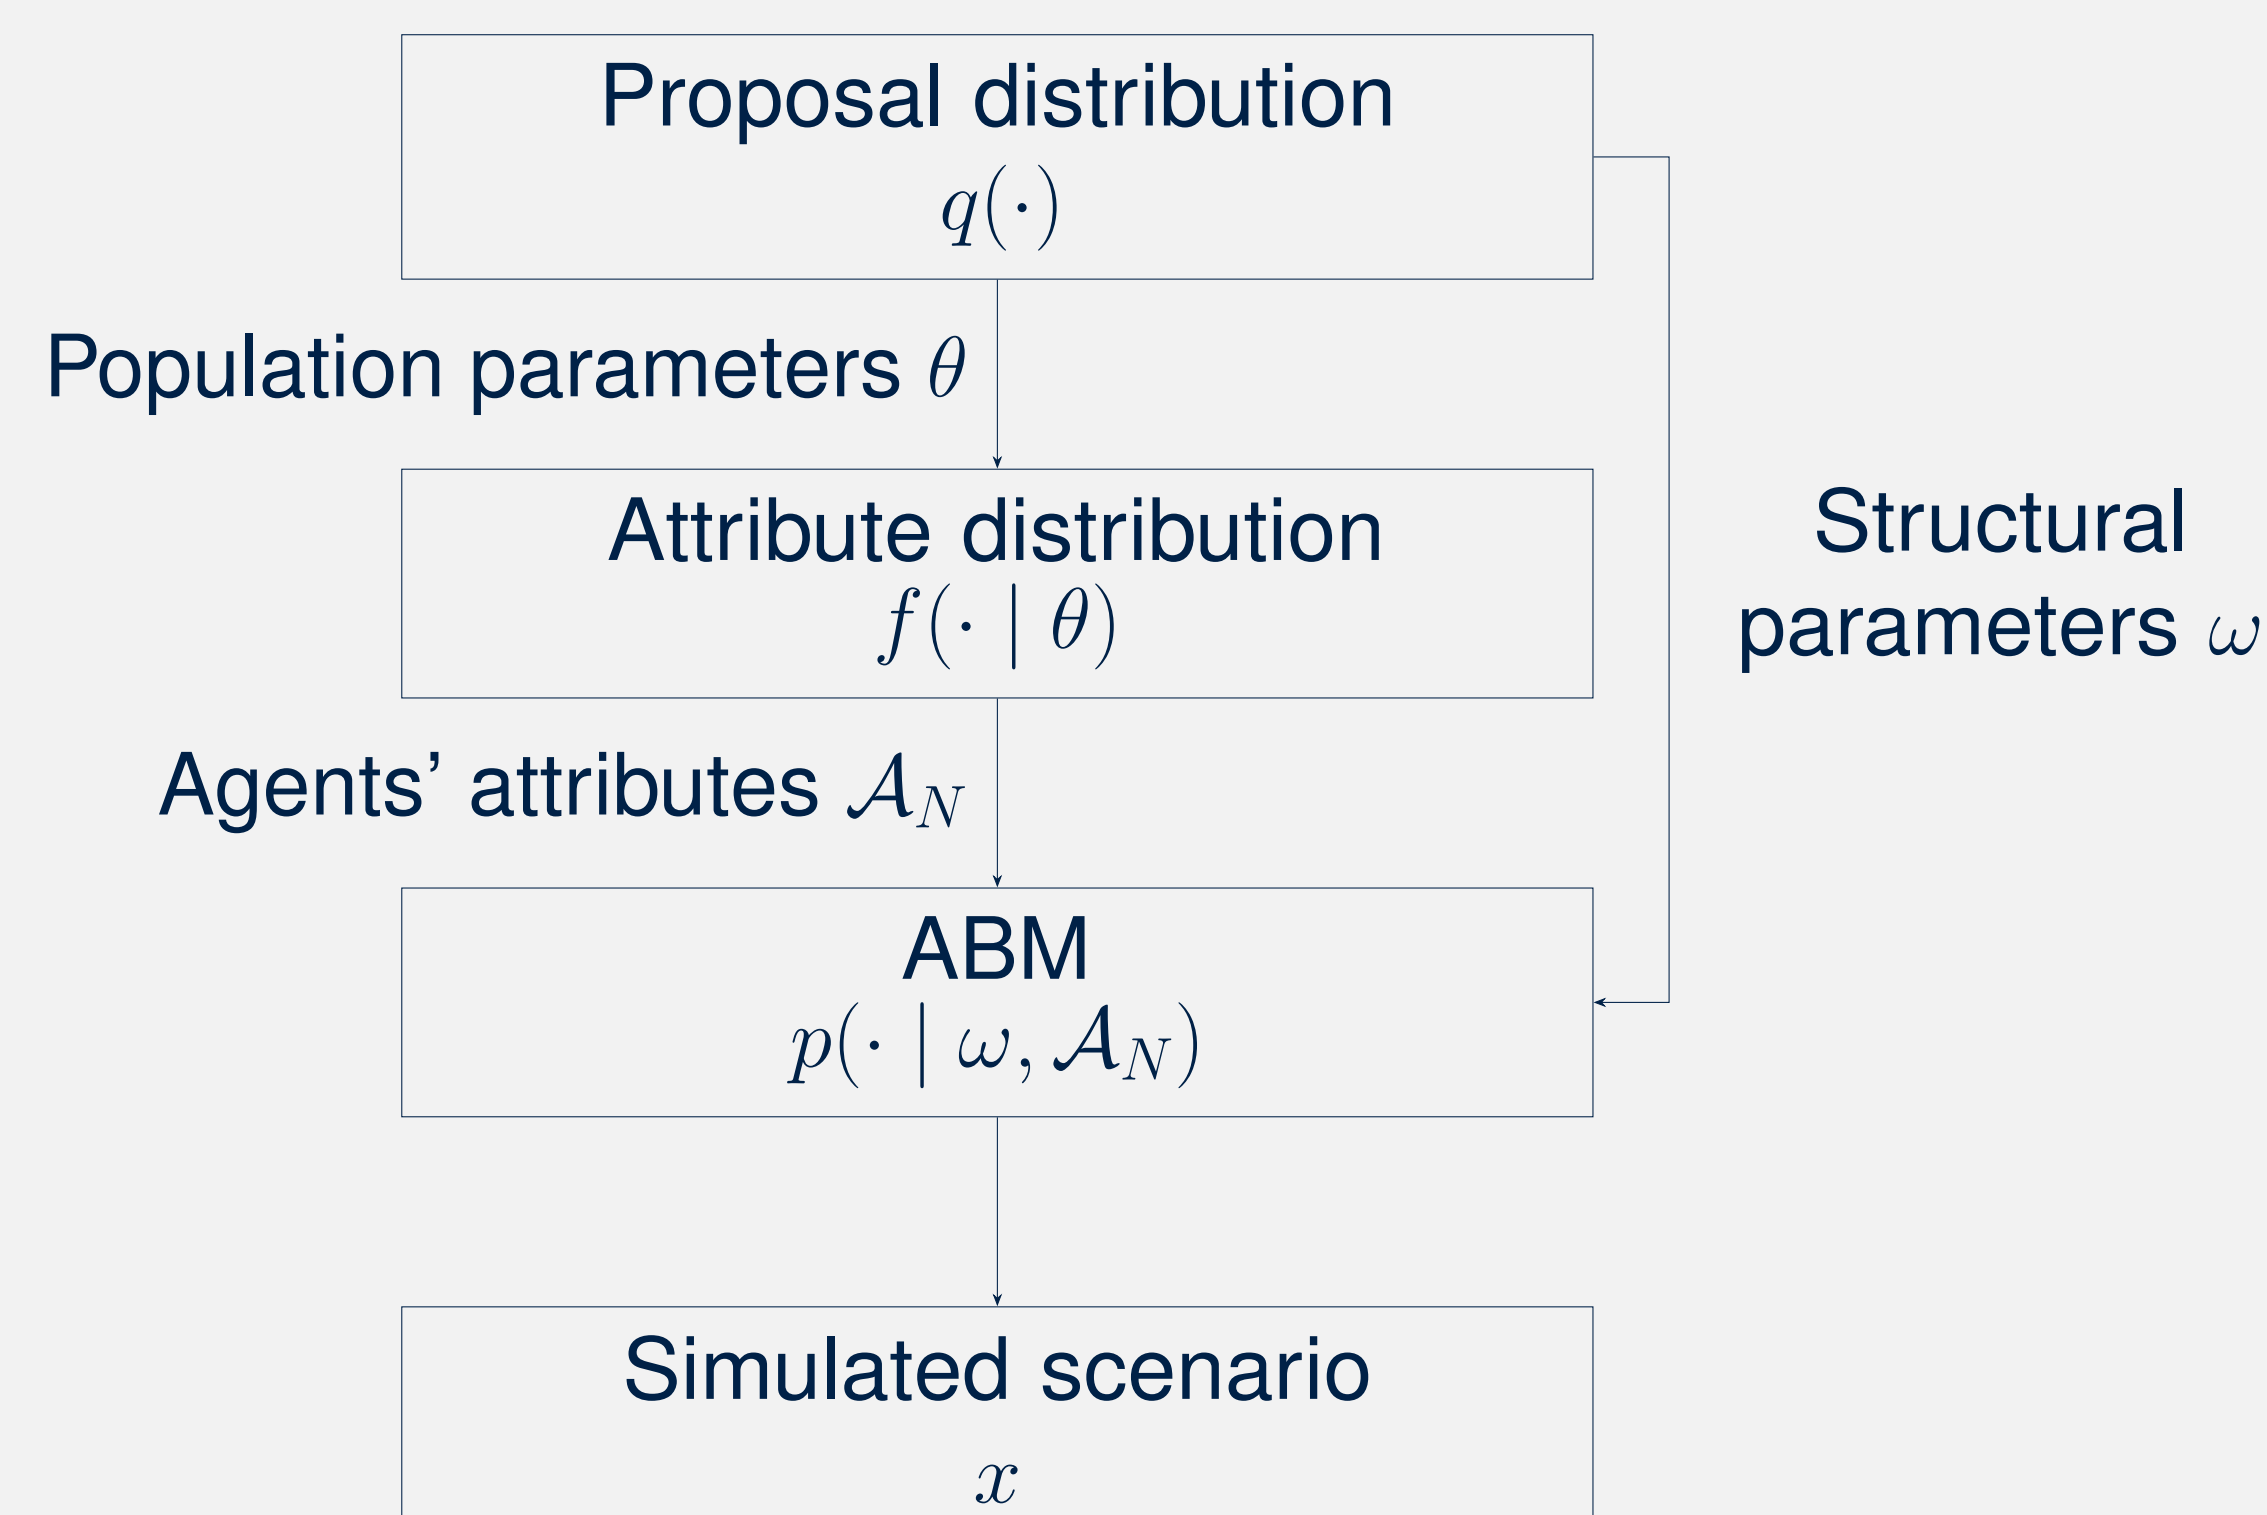 Proposal distribution
q(·)
Population parameters θ
Attribute distribution
f(· | θ)
Structural
parameters ω
Agents’ attributes 𝒜_N
ABM
p(· | ω, 𝒜_N)
Simulated scenario
x